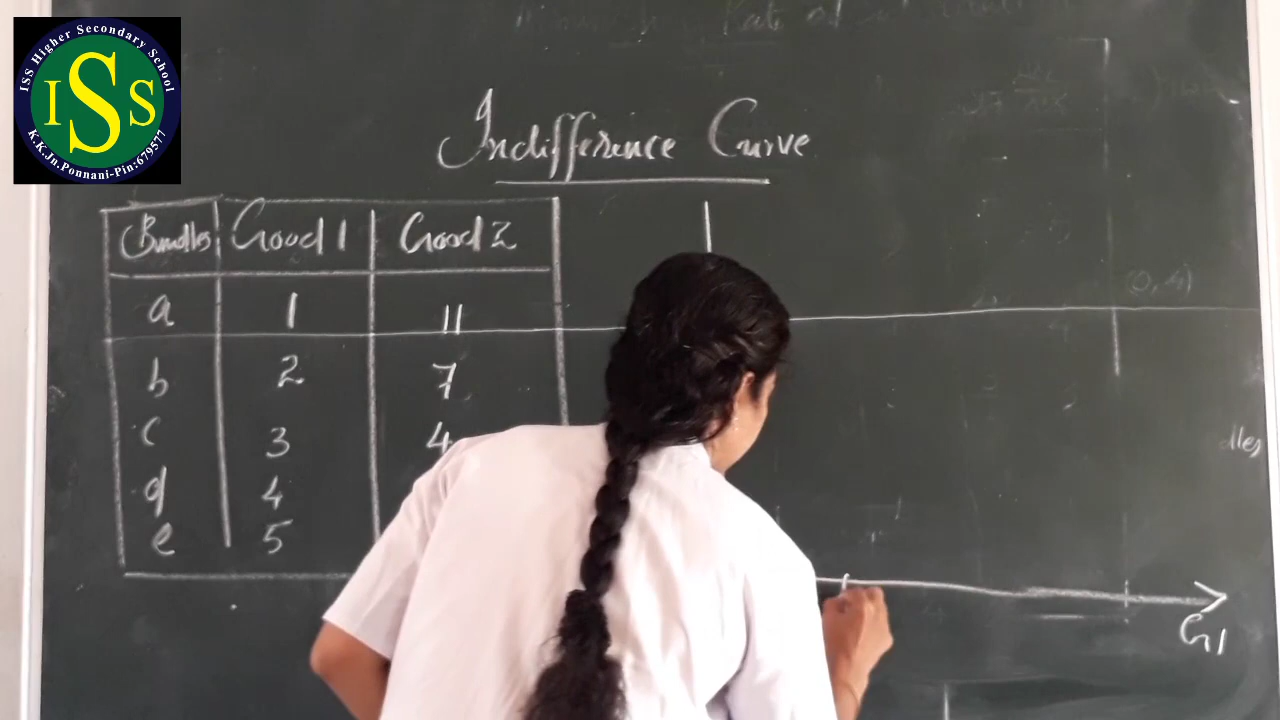 ISS Higher Secondary School
ISS
K.K.Jn.Ponnani-Pin:679577
Indifference Curve
Bundles Good 1 Good 2
a 1 11
b 2 7
c 3 4
d 4
e 5
(0, 4)
dles
G1